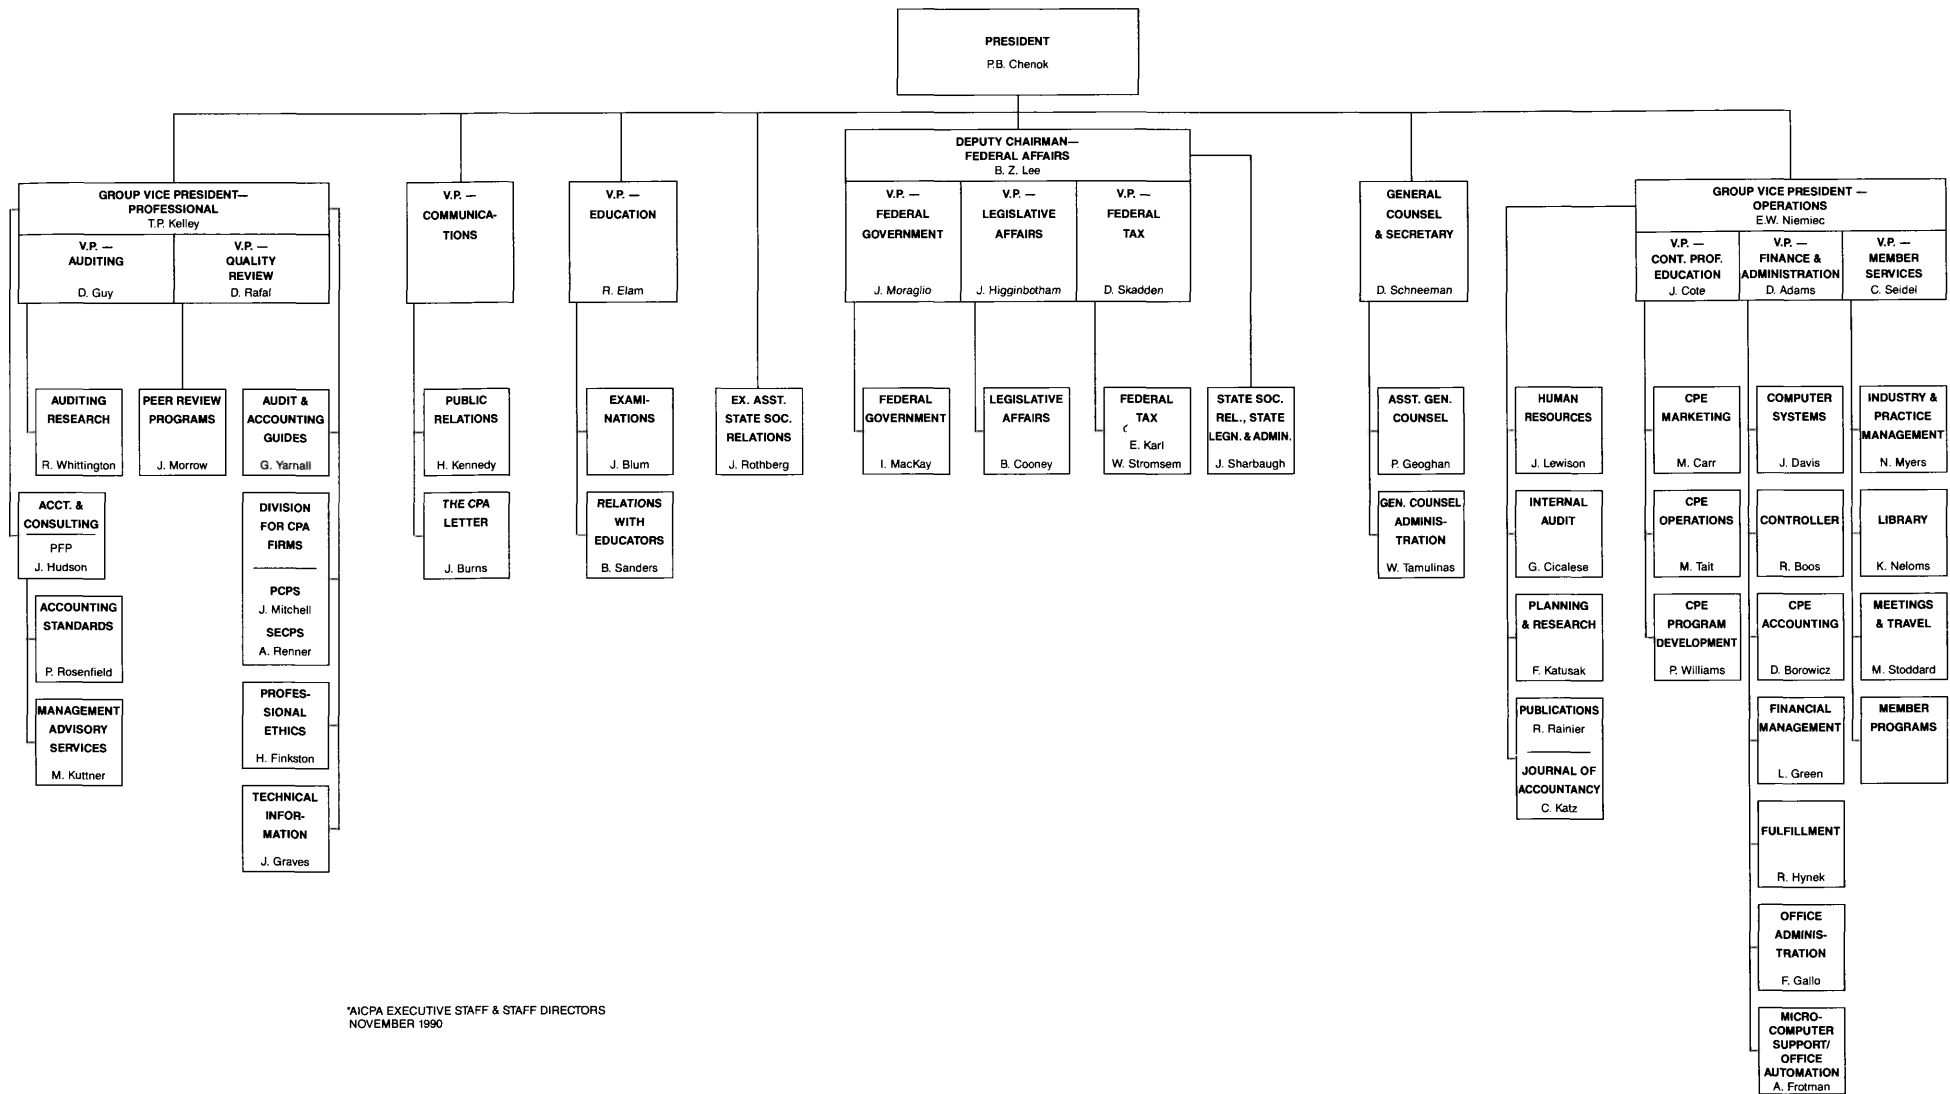 PRESIDENT
P.B. Chenok
DEPUTY CHAIRMAN—
FEDERAL AFFAIRS
B. Z. Lee
GROUP VICE PRESIDENT—
PROFESSIONAL
T.P. Kelley
V.P. —
AUDITING
D. Guy
V.P. —
QUALITY
REVIEW
D. Rafal
V.P. —
COMMUNICA-
TIONS
V.P. —
EDUCATION
R. Elam
V.P. —
FEDERAL
GOVERNMENT
J. Moraglio
V.P. —
LEGISLATIVE
AFFAIRS
J. Higginbotham
V.P. —
FEDERAL
TAX
D. Skadden
GENERAL
COUNSEL
& SECRETARY
D. Schneeman
GROUP VICE PRESIDENT —
OPERATIONS
E.W. Niemiec
V.P. —
CONT. PROF.
EDUCATION
J. Cote
V.P. —
FINANCE &
ADMINISTRATION
D. Adams
V.P. —
MEMBER
SERVICES
C. Seidel
AUDITING
RESEARCH
R. Whittington
PEER REVIEW
PROGRAMS
J. Morrow
AUDIT &
ACCOUNTING
GUIDES
G. Yarnall
PUBLIC
RELATIONS
H. Kennedy
EXAMI-
NATIONS
J. Blum
EX. ASST.
STATE SOC.
RELATIONS
J. Rothberg
FEDERAL
GOVERNMENT
I. MacKay
LEGISLATIVE
AFFAIRS
B. Cooney
FEDERAL
TAX
E. Karl
W. Stromsem
STATE SOC.
REL., STATE
LEGN. & ADMIN.
J. Sharbaugh
ASST. GEN.
COUNSEL
P. Geoghan
HUMAN
RESOURCES
J. Lewison
CPE
MARKETING
M. Carr
COMPUTER
SYSTEMS
J. Davis
INDUSTRY &
PRACTICE
MANAGEMENT
N. Myers
ACCT. &
CONSULTING
PFP
J. Hudson
DIVISION
FOR CPA
FIRMS
PCPS
J. Mitchell
SECPS
A. Renner
THE CPA
LETTER
J. Burns
RELATIONS
WITH
EDUCATORS
B. Sanders
GEN. COUNSEL
ADMINIS-
TRATION
W. Tamulinas
INTERNAL
AUDIT
G. Cicalese
CPE
OPERATIONS
M. Tait
CONTROLLER
R. Boos
LIBRARY
K. Neloms
ACCOUNTING
STANDARDS
P. Rosenfield
PLANNING
& RESEARCH
F. Katusak
CPE
PROGRAM
DEVELOPMENT
P. Williams
CPE
ACCOUNTING
D. Borowicz
MEETINGS
& TRAVEL
M. Stoddard
MANAGEMENT
ADVISORY
SERVICES
M. Kuttner
PROFES-
SIONAL
ETHICS
H. Finkston
PUBLICATIONS
R. Rainier
JOURNAL OF
ACCOUNTANCY
C. Katz
FINANCIAL
MANAGEMENT
L. Green
MEMBER
PROGRAMS
TECHNICAL
INFOR-
MATION
J. Graves
FULFILLMENT
R. Hynek
OFFICE
ADMINIS-
TRATION
F. Gallo
MICRO-
COMPUTER
SUPPORT/
OFFICE
AUTOMATION
A. Frotman
*AICPA EXECUTIVE STAFF & STAFF DIRECTORS
NOVEMBER 1990